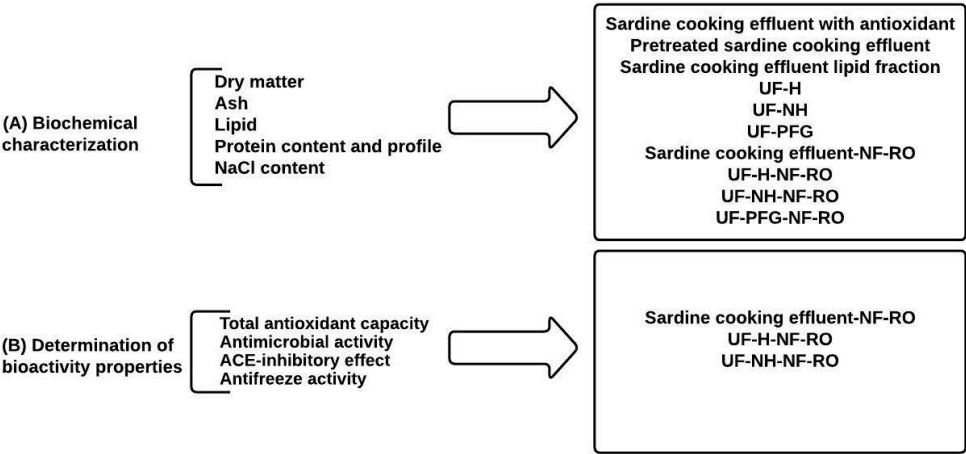 (A) Biochemical
characterization
Dry matter
Ash
Lipid
Protein content and profile
NaCl content
Sardine cooking effluent with antioxidant
Pretreated sardine cooking effluent
Sardine cooking effluent lipid fraction
UF-H
UF-NH
UF-PFG
Sardine cooking effluent-NF-RO
UF-H-NF-RO
UF-NH-NF-RO
UF-PFG-NF-RO
(B) Determination of
bioactivity properties
Total antioxidant capacity
Antimicrobial activity
ACE-inhibitory effect
Antifreeze activity
Sardine cooking effluent-NF-RO
UF-H-NF-RO
UF-NH-NF-RO